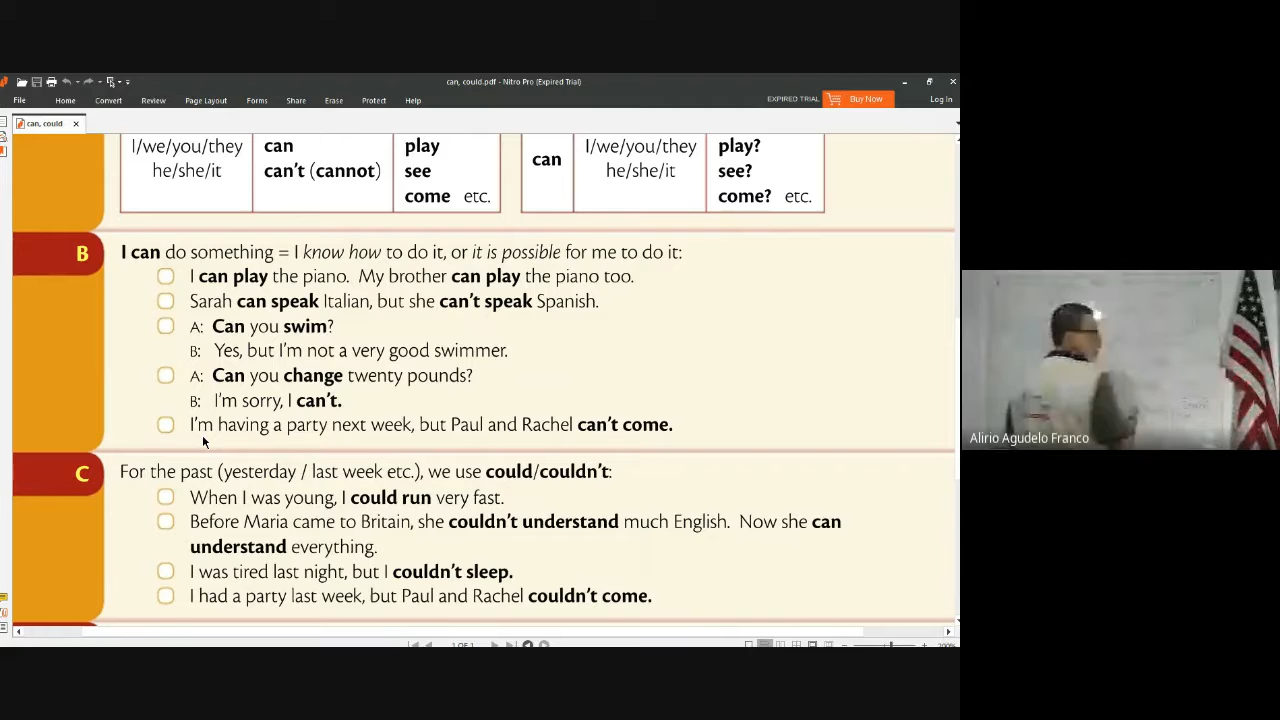 can, could.pdf - Nitro Pro (Expired Trial)
File Home Convert Review Page Layout Forms Share Erase Protect Help EXPIRED TRIAL Buy Now Log In
can, could ×
I/we/you/they can play
he/she/it can't (cannot) see
come etc.
can I/we/you/they play?
he/she/it see?
come? etc.
B I can do something = I know how to do it, or it is possible for me to do it:
I can play the piano. My brother can play the piano too.
Sarah can speak Italian, but she can't speak Spanish.
A: Can you swim?
B: Yes, but I'm not a very good swimmer.
A: Can you change twenty pounds?
B: I'm sorry, I can't.
I'm having a party next week, but Paul and Rachel can't come.
C For the past (yesterday / last week etc.), we use could/couldn't:
When I was young, I could run very fast.
Before Maria came to Britain, she couldn't understand much English. Now she can
understand everything.
I was tired last night, but I couldn't sleep.
I had a party last week, but Paul and Rachel couldn't come.
Alirio Agudelo Franco